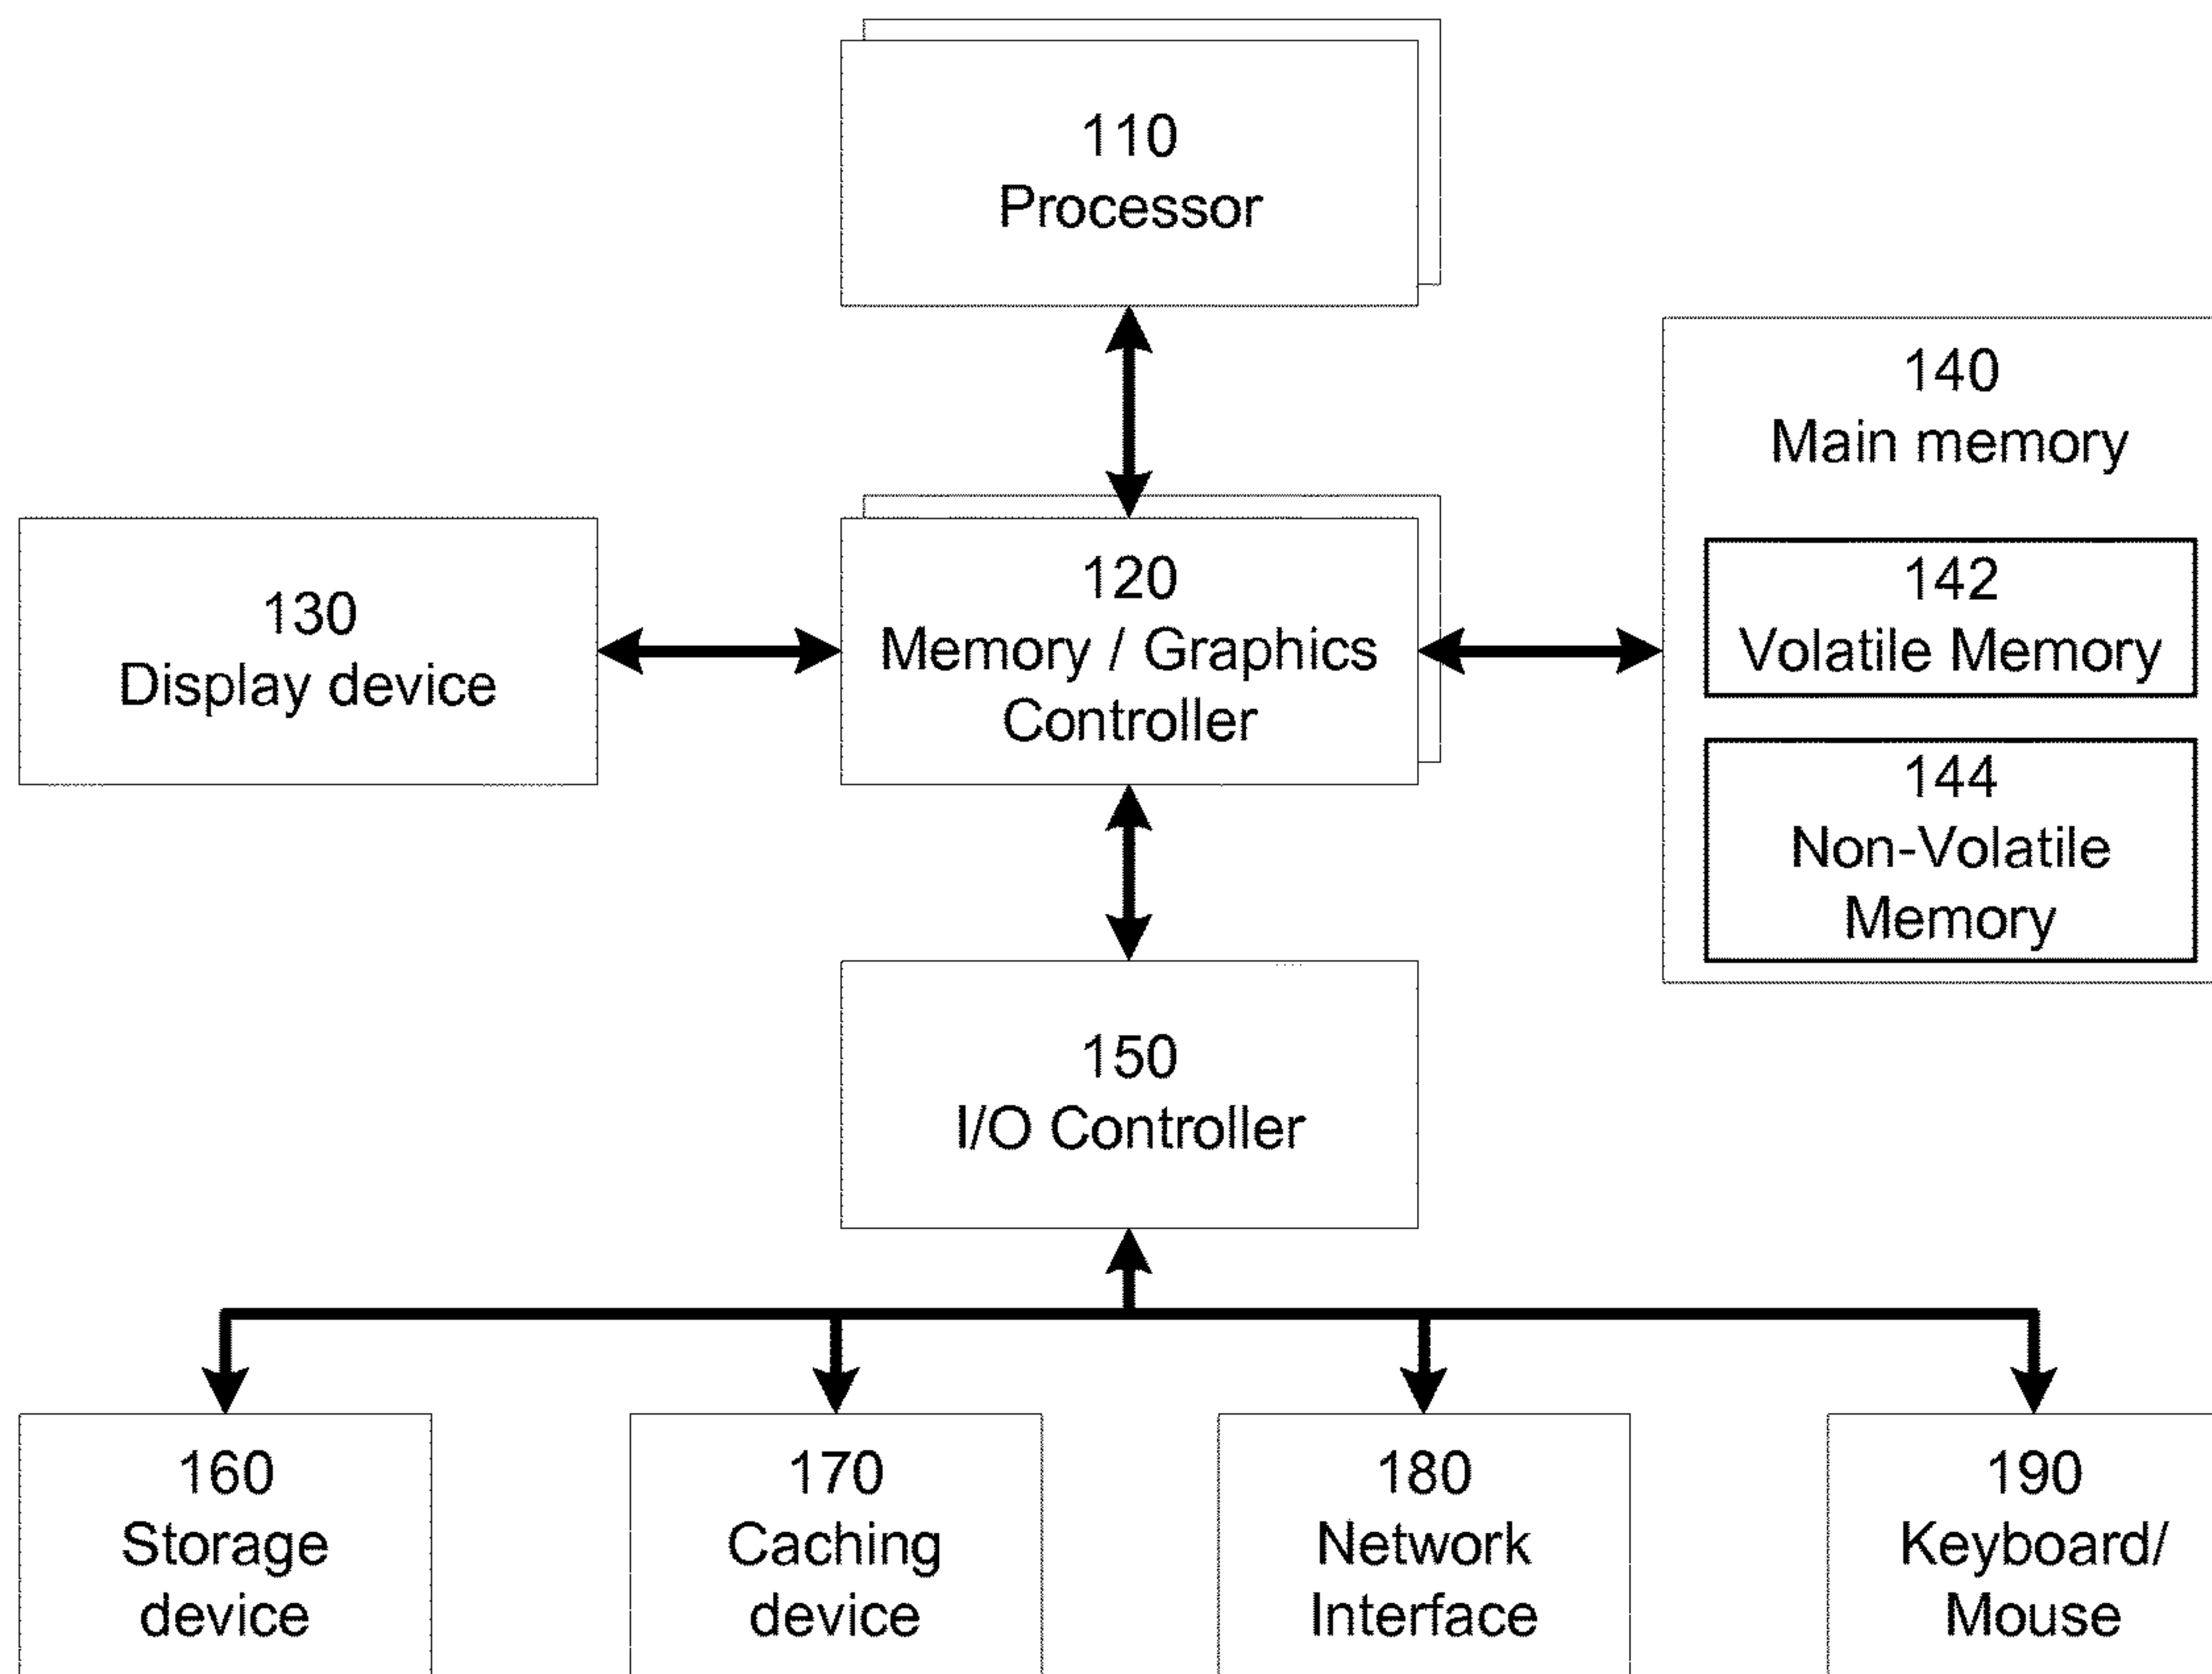 110
Processor
140
Main memory
130
Display device
120
Memory / Graphics
Controller
142
Volatile Memory
144
Non-Volatile
Memory
150
I/O Controller
160
Storage
device
170
Caching
device
180
Network
Interface
190
Keyboard/
Mouse